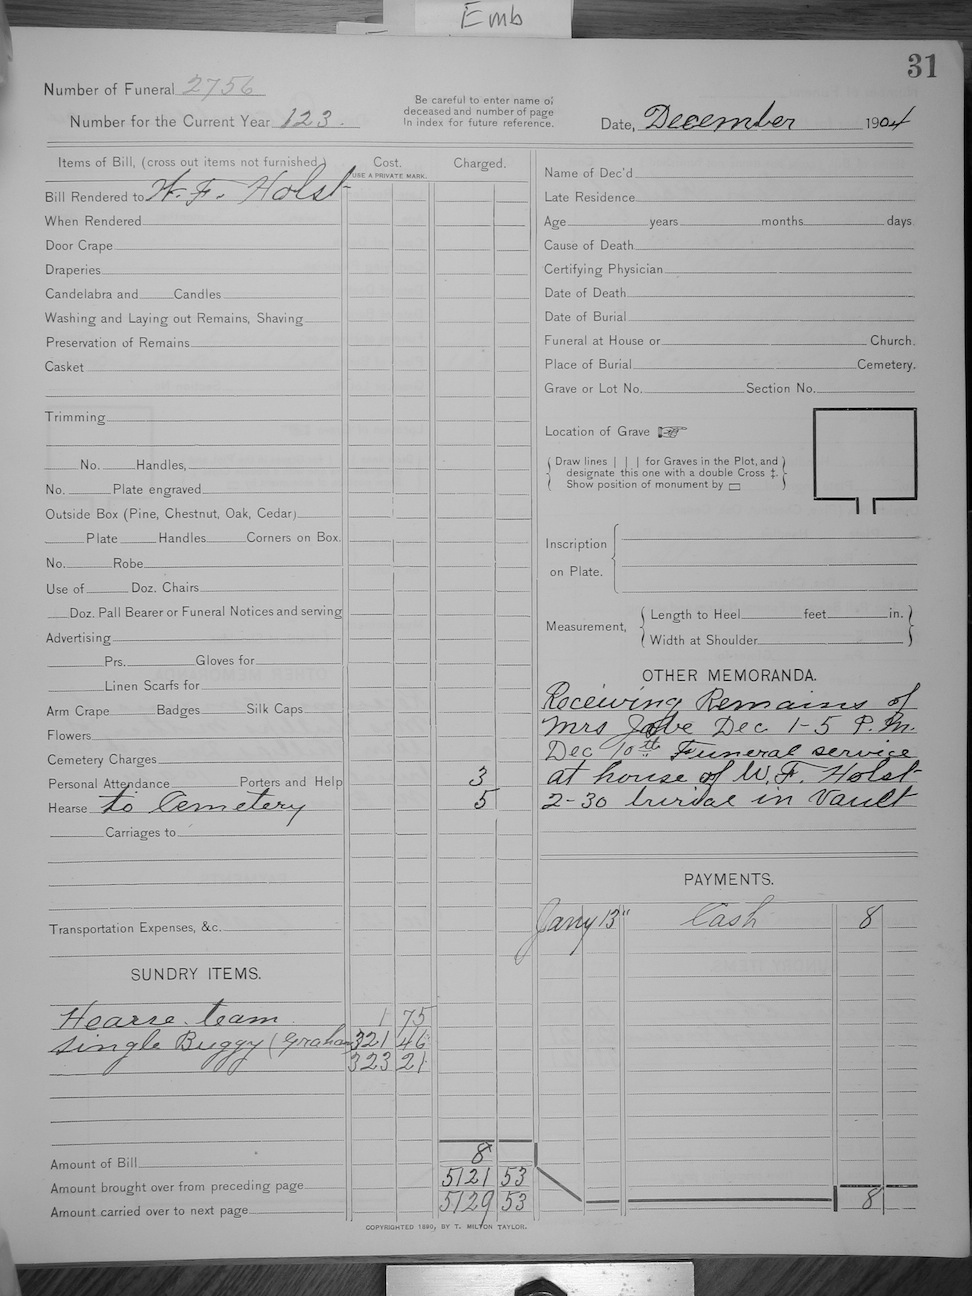 Emb
31
Number of Funeral 2756
Number for the Current Year 123.
Be careful to enter name of
deceased and number of page
In index for future reference.
Date, December 1904
Items of Bill, (cross out items not furnished.)
Cost.
USE A PRIVATE MARK.
Charged.
Bill Rendered to W. F. Holst
When Rendered
Door Crape
Draperies
Candelabra and Candles
Washing and Laying out Remains, Shaving
Preservation of Remains
Casket
Trimming
No. Handles,
No. Plate engraved
Outside Box (Pine, Chestnut, Oak, Cedar)
Plate Handles Corners on Box.
No. Robe
Use of Doz. Chairs
Doz. Pall Bearer or Funeral Notices and serving
Advertising
Prs. Gloves for
Linen Scarfs for
Arm Crape Badges Silk Caps
Flowers
Cemetery Charges
Personal Attendance Porters and Help 3
Hearse to Cemetery 5
Carriages to
Transportation Expenses, &c.
SUNDRY ITEMS.
Hearse team 1 75
Single Buggy (Graham 321 46
323 21
Amount of Bill 8
Amount brought over from preceding page 5121 53
Amount carried over to next page 5129 53
Name of Dec'd
Late Residence
Age years months days
Cause of Death
Certifying Physician
Date of Death
Date of Burial
Funeral at House or Church.
Place of Burial Cemetery.
Grave or Lot No. Section No.
Location of Grave ☞
Draw lines | | | for Graves in the Plot, and
designate this one with a double Cross ‡.
Show position of monument by ▭
Inscription
on Plate.
Measurement,
Length to Heel feet in.
Width at Shoulder
OTHER MEMORANDA.
Receiving Remains of
Mrs Dec 1-5 P.M.
Dec 10th Funeral service
at house of W. F. Holst
2-30 burial in Vault
PAYMENTS.
Jany 13" Cash 8
8
COPYRIGHTED 1890, BY T. MILTON TAYLOR.